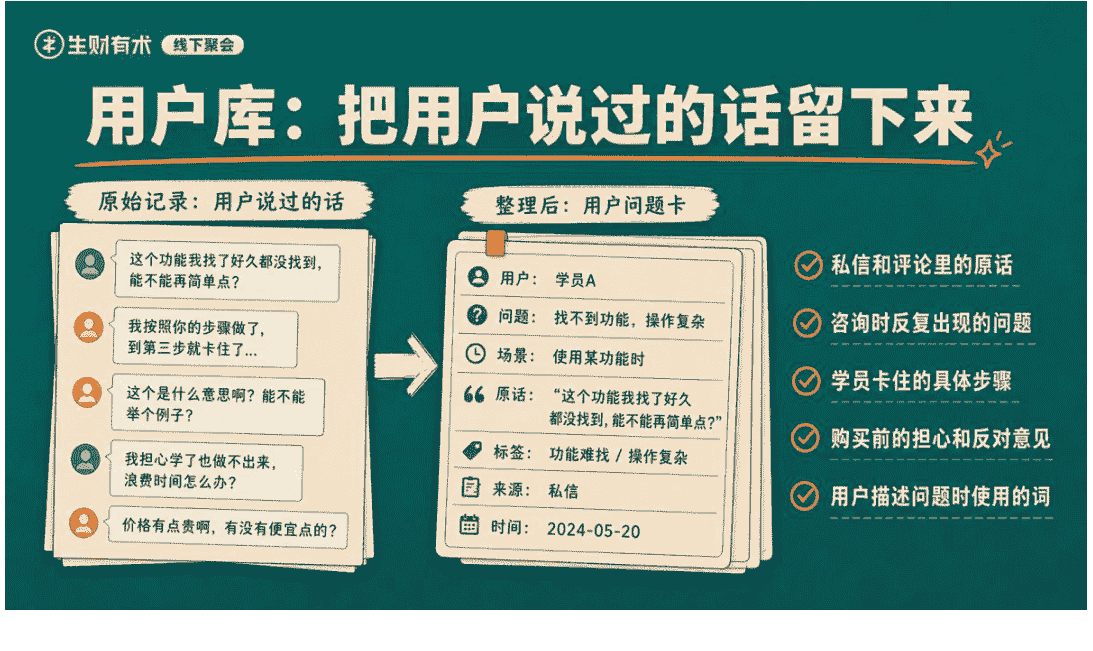 生财有术 线下聚会
用户库：把用户说过的话留下来
原始记录：用户说过的话
这个功能我找了好久都没找到，
能不能再简单点？
我按照你的步骤做了，
到第三步就卡住了...
这个是什么意思啊？能不能
举个例子？
我担心学了也做不出来，
浪费时间怎么办？
价格有点贵啊，有没有便宜点的？
整理后：用户问题卡
用户： 学员A
问题： 找不到功能，操作复杂
场景： 使用某功能时
原话： “这个功能我找了好久
都没找到，能不能再简单点？”
标签： 功能难找 / 操作复杂
来源： 私信
时间： 2024-05-20
私信和评论里的原话
咨询时反复出现的问题
学员卡住的具体步骤
购买前的担心和反对意见
用户描述问题时使用的词